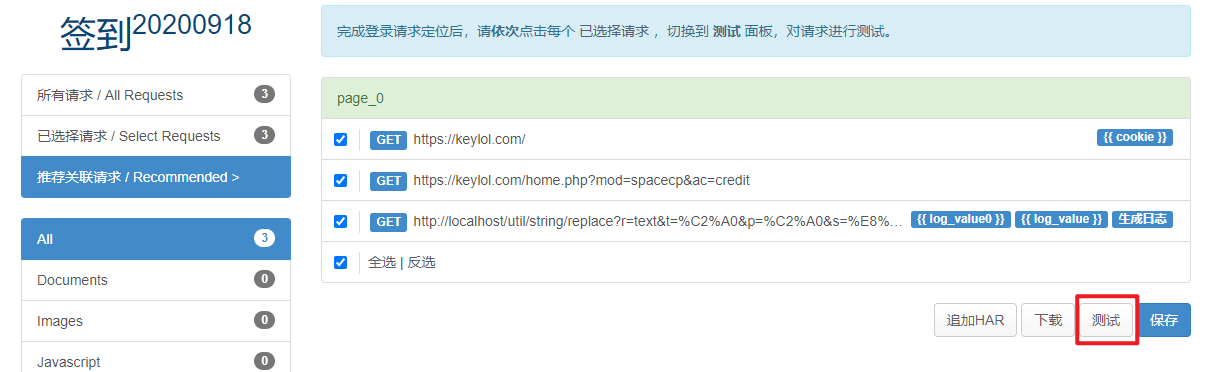 签到20200918
所有请求 / All Requests 3
已选择请求 / Select Requests 3
推荐关联请求 / Recommended >
All 3
Documents 0
Images 0
Javascript 0
完成登录请求定位后，请依次点击每个 已选择请求 ，切换到 测试 面板，对请求进行测试。
page_0
GET https://keylol.com/ {{ cookie }}
GET https://keylol.com/home.php?mod=spacecp&ac=credit
GET http://localhost/util/string/replace?r=text&t=%C2%A0&p=%C2%A0&s=%E8%... {{ log_value0 }} {{ log_value }} 生成日志
全选 | 反选
追加HAR 下载 测试 保存